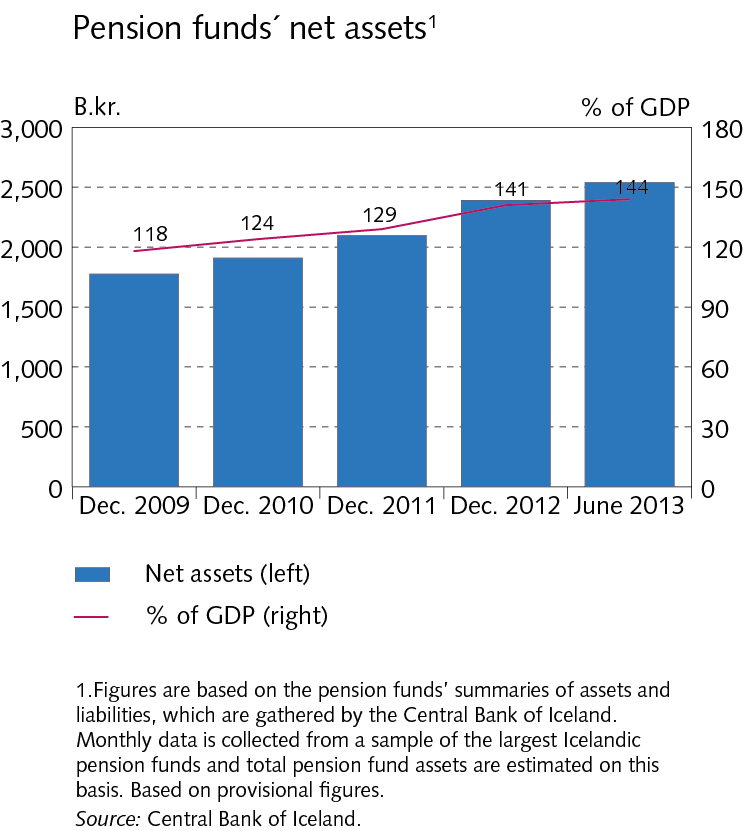 Pension funds´ net assets¹
B.kr. % of GDP
3,000 180
2,500 141 144 150
2,000 118 124 129 120
1,500 90
1,000 60
500 30
0 0
Dec. 2009 Dec. 2010 Dec. 2011 Dec. 2012 June 2013
Net assets (left)
% of GDP (right)
1.Figures are based on the pension funds’ summaries of assets and
liabilities, which are gathered by the Central Bank of Iceland.
Monthly data is collected from a sample of the largest Icelandic
pension funds and total pension fund assets are estimated on this
basis. Based on provisional figures.
Source: Central Bank of Iceland.